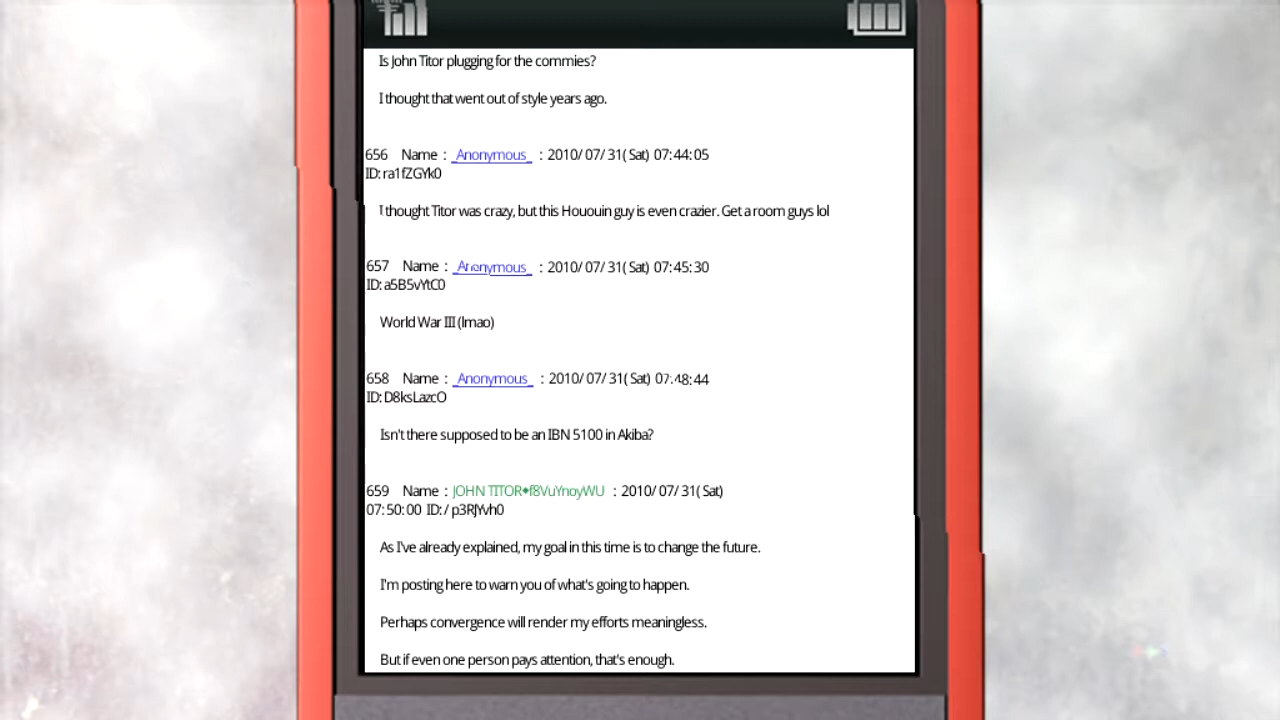 Is John Titor plugging for the commies?
I thought that went out of style years ago.
656 Name : _Anonymous_ : 2010/07/31(Sat) 07:44:05
ID:ra1fZGYk0
I thought Titor was crazy, but this Hououin guy is even crazier. Get a room guys lol
657 Name : _Anonymous_ : 2010/07/31(Sat) 07:45:30
ID:a5B5vYtC0
World War III (lmao)
658 Name : _Anonymous_ : 2010/07/31(Sat) 07:48:44
ID:D8ksLazcO
Isn't there supposed to be an IBN 5100 in Akiba?
659 Name : JOHN TITOR◆f8VuYnoyWU : 2010/07/31(Sat)
07:50:00 ID:/p3RJYvh0
As I've already explained, my goal in this time is to change the future.
I'm posting here to warn you of what's going to happen.
Perhaps convergence will render my efforts meaningless.
But if even one person pays attention, that's enough.